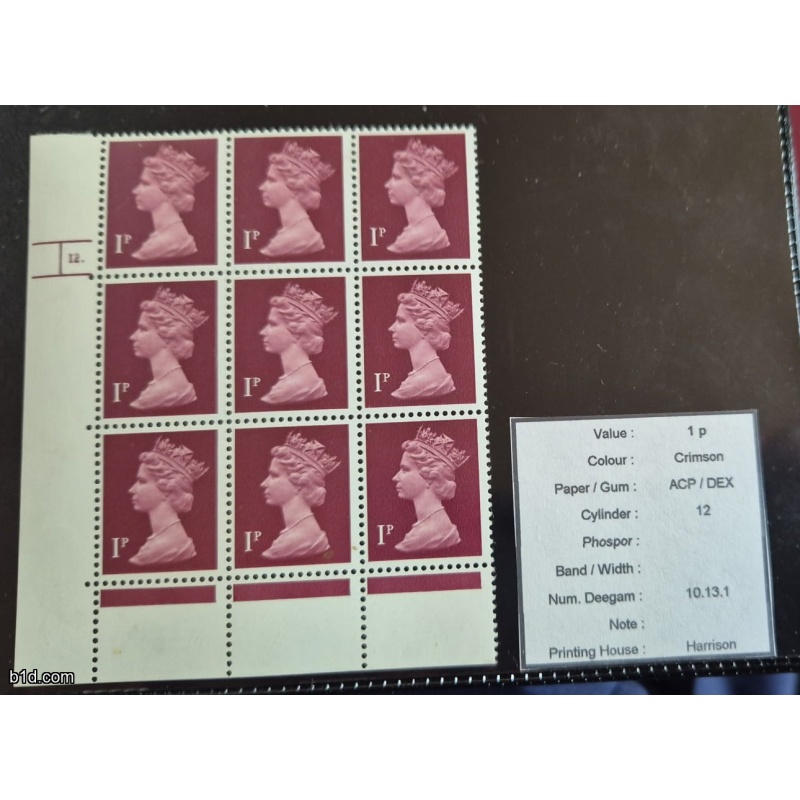 1P 1P 1P
12.
1P 1P 1P
1P 1P 1P
Value : 1 p
Colour : Crimson
Paper / Gum : ACP / DEX
Cylinder : 12
Phospor :
Band / Width :
Num. Deegam : 10.13.1
Note :
Printing House : Harrison
b1d.com